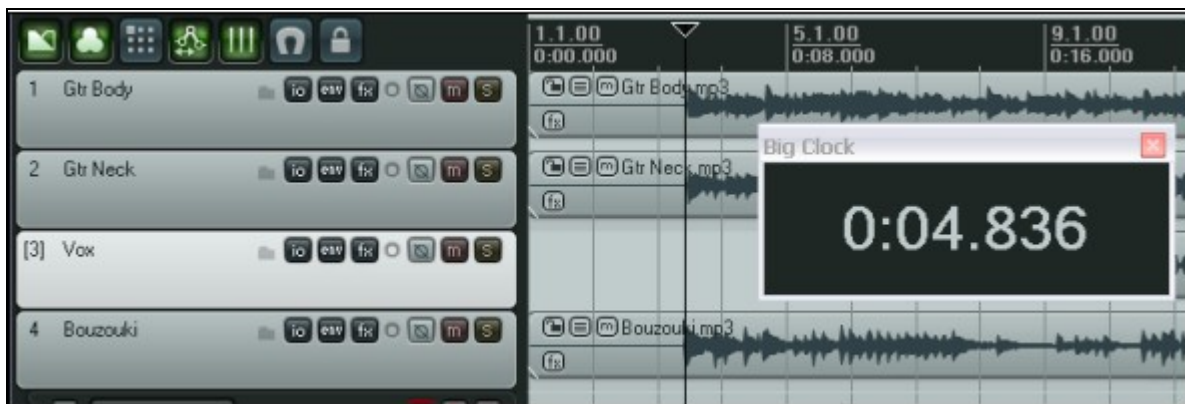 1.1.00 5.1.00 9.1.00
0:00.000 0:08.000 0:16.000
1 Gtr Body io env fx m S
Gtr Body.mp3
fx
Big Clock
0:04.836
2 Gtr Neck io env fx m S
Gtr Neck.mp3
fx
[3] Vox io env fx m S
4 Bouzouki io env fx m S
Bouzouki.mp3
fx